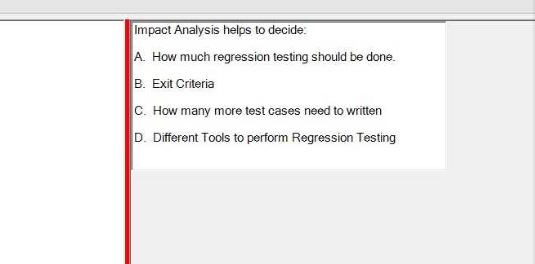 Impact Analysis helps to decide:
A. How much regression testing should be done.
B. Exit Criteria
C. How many more test cases need to written
D. Different Tools to perform Regression Testing